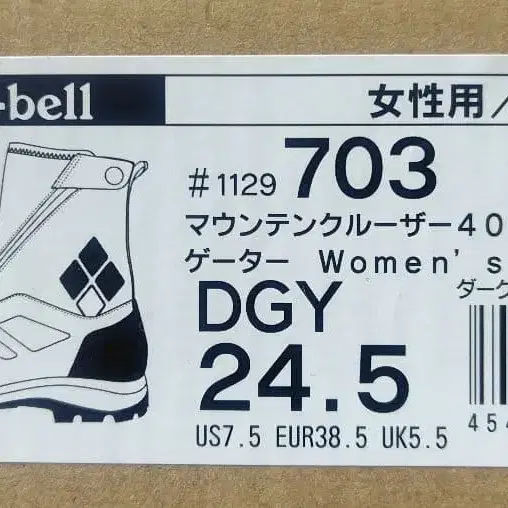 -bell
女性用/
#1129 703
マウンテンクルーザー40
ゲーター Women's
DGY
ダーク
24.5
US7.5 EUR38.5 UK5.5
454